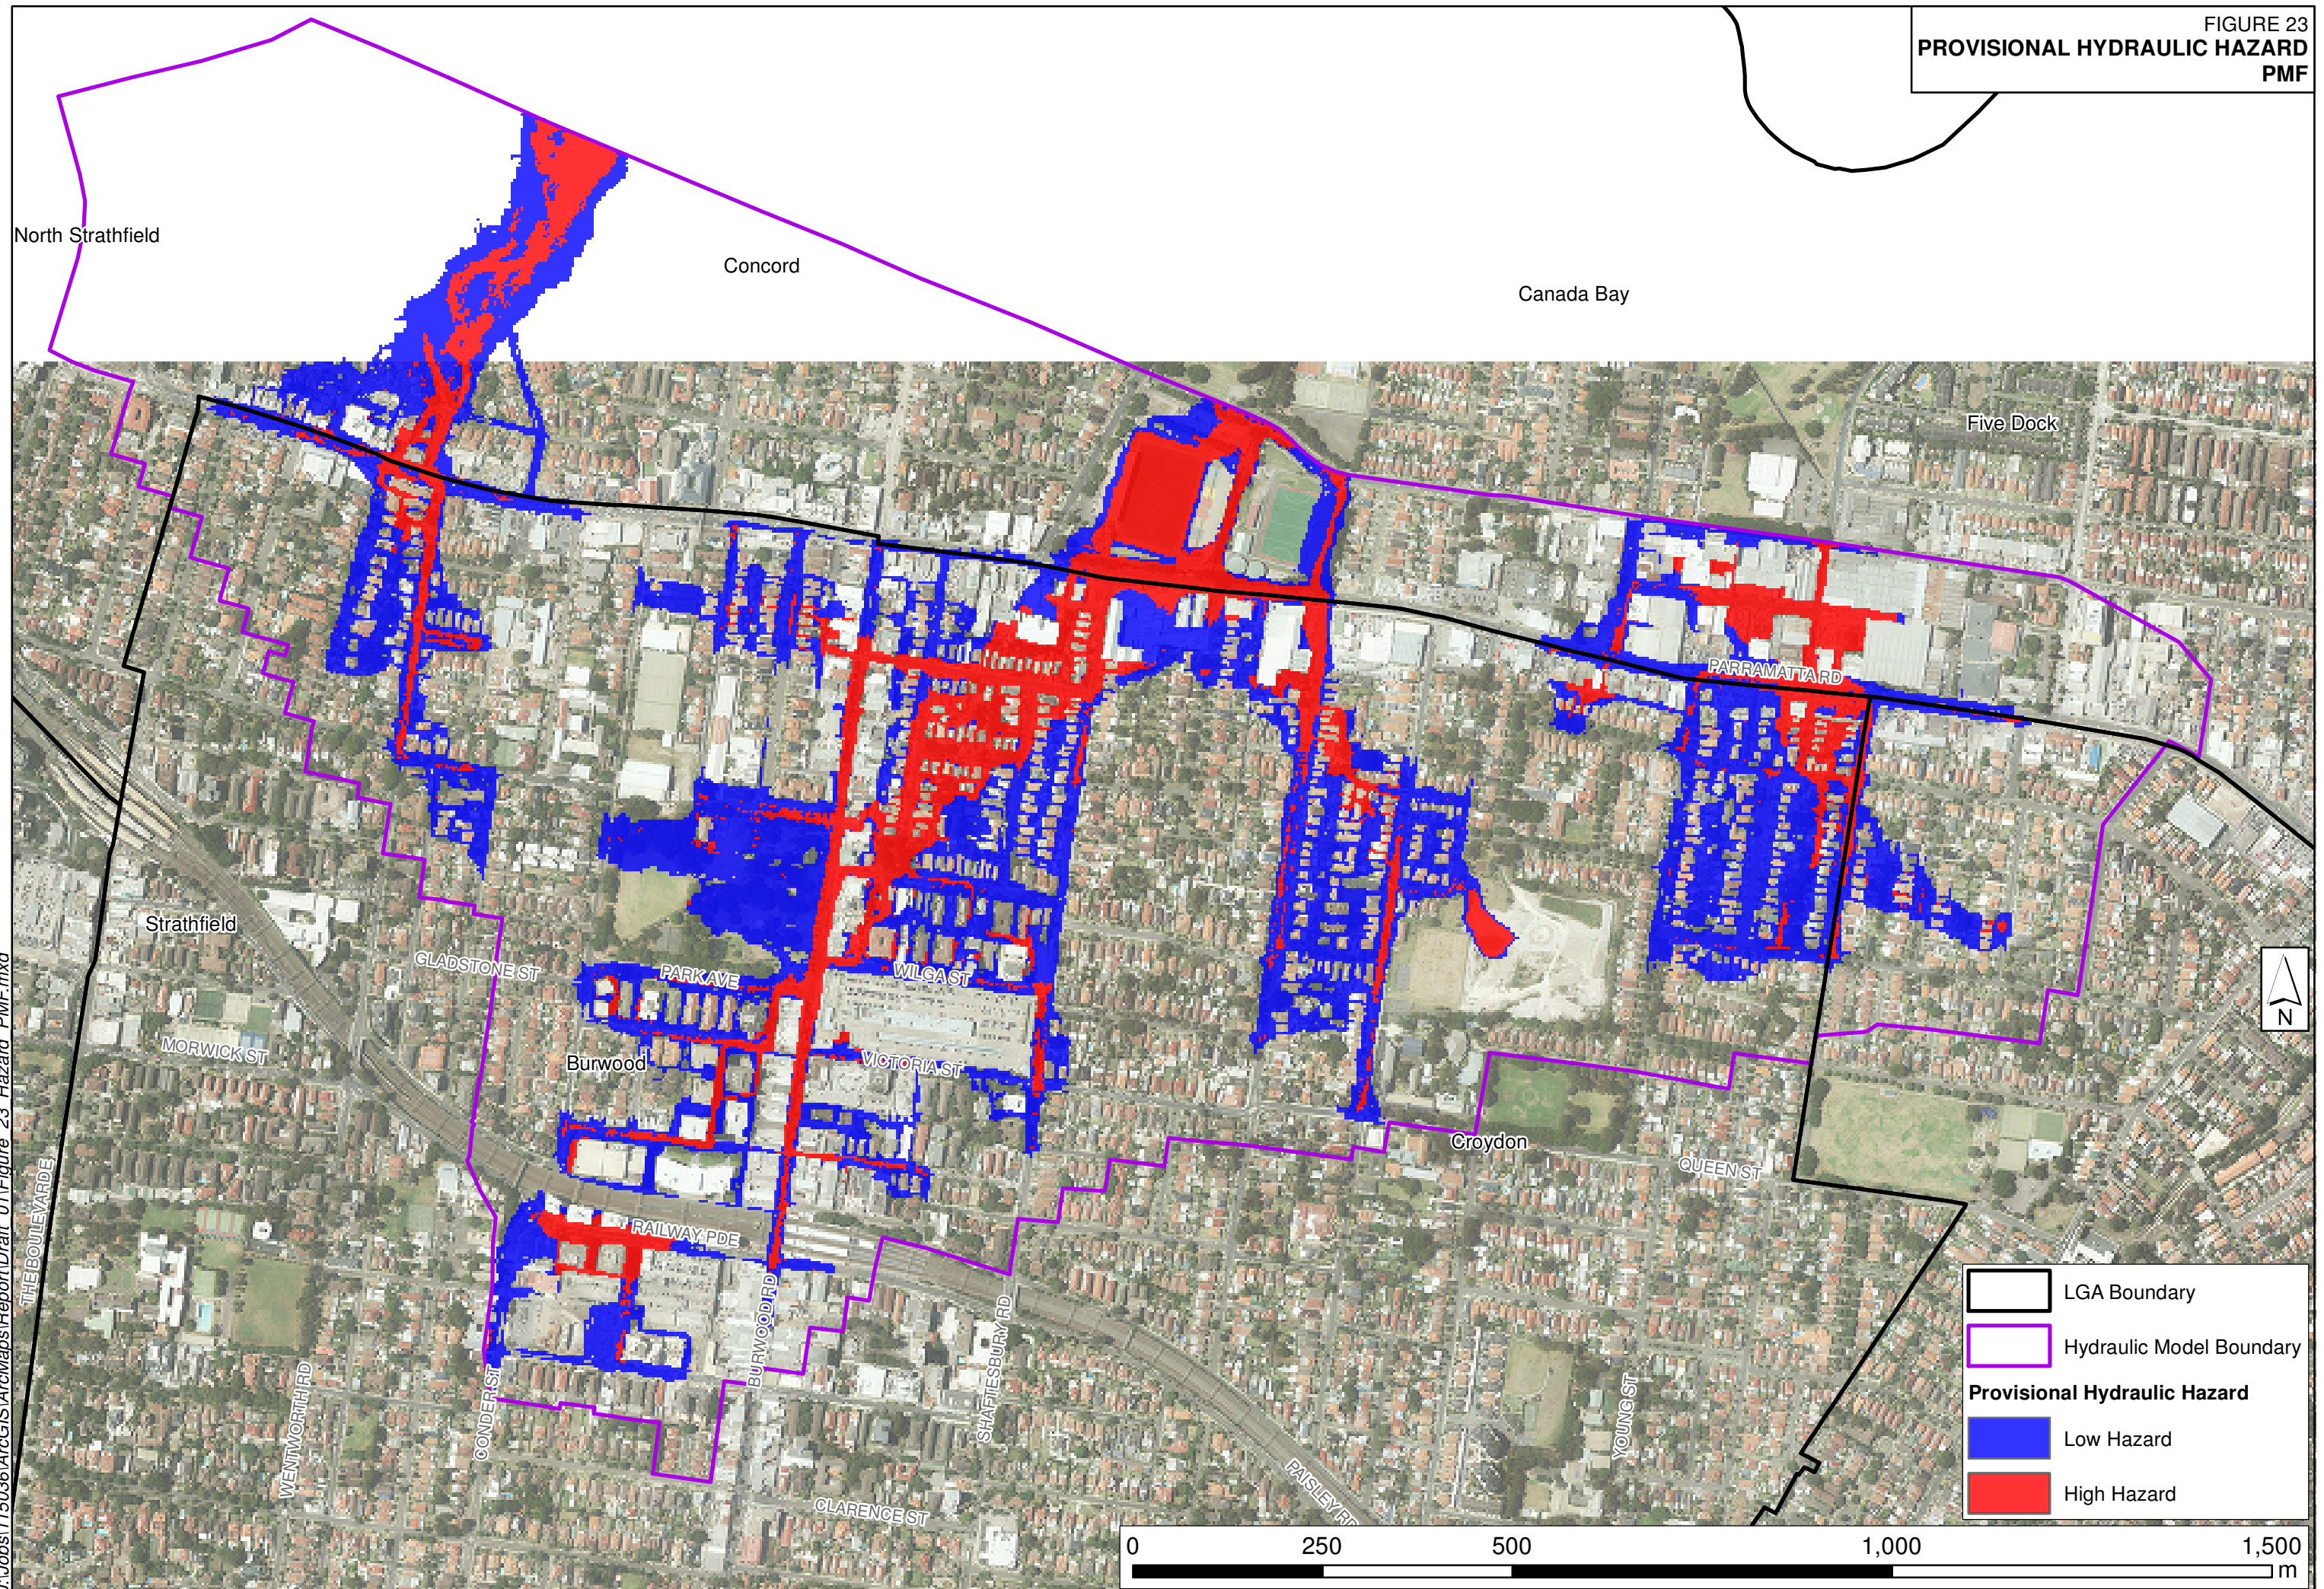 FIGURE 23
PROVISIONAL HYDRAULIC HAZARD
PMF
North Strathfield
Concord
Canada Bay
Five Dock
PARRAMATTA RD
Strathfield
GLADSTONE ST
PARK AVE
WILGA ST
MORWICK ST
Burwood
VICTORIA ST
Croydon
QUEEN ST
THE BOULEVARDE
RAILWAY PDE
BURWOOD RD
SHAFTESBURY RD
WENTWORTH RD
CONDER ST
YOUNG ST
PAISLEY RD
CLARENCE ST
N
LGA Boundary
Hydraulic Model Boundary
Provisional Hydraulic Hazard
Low Hazard
High Hazard
0 250 500 1,000 1,500
m